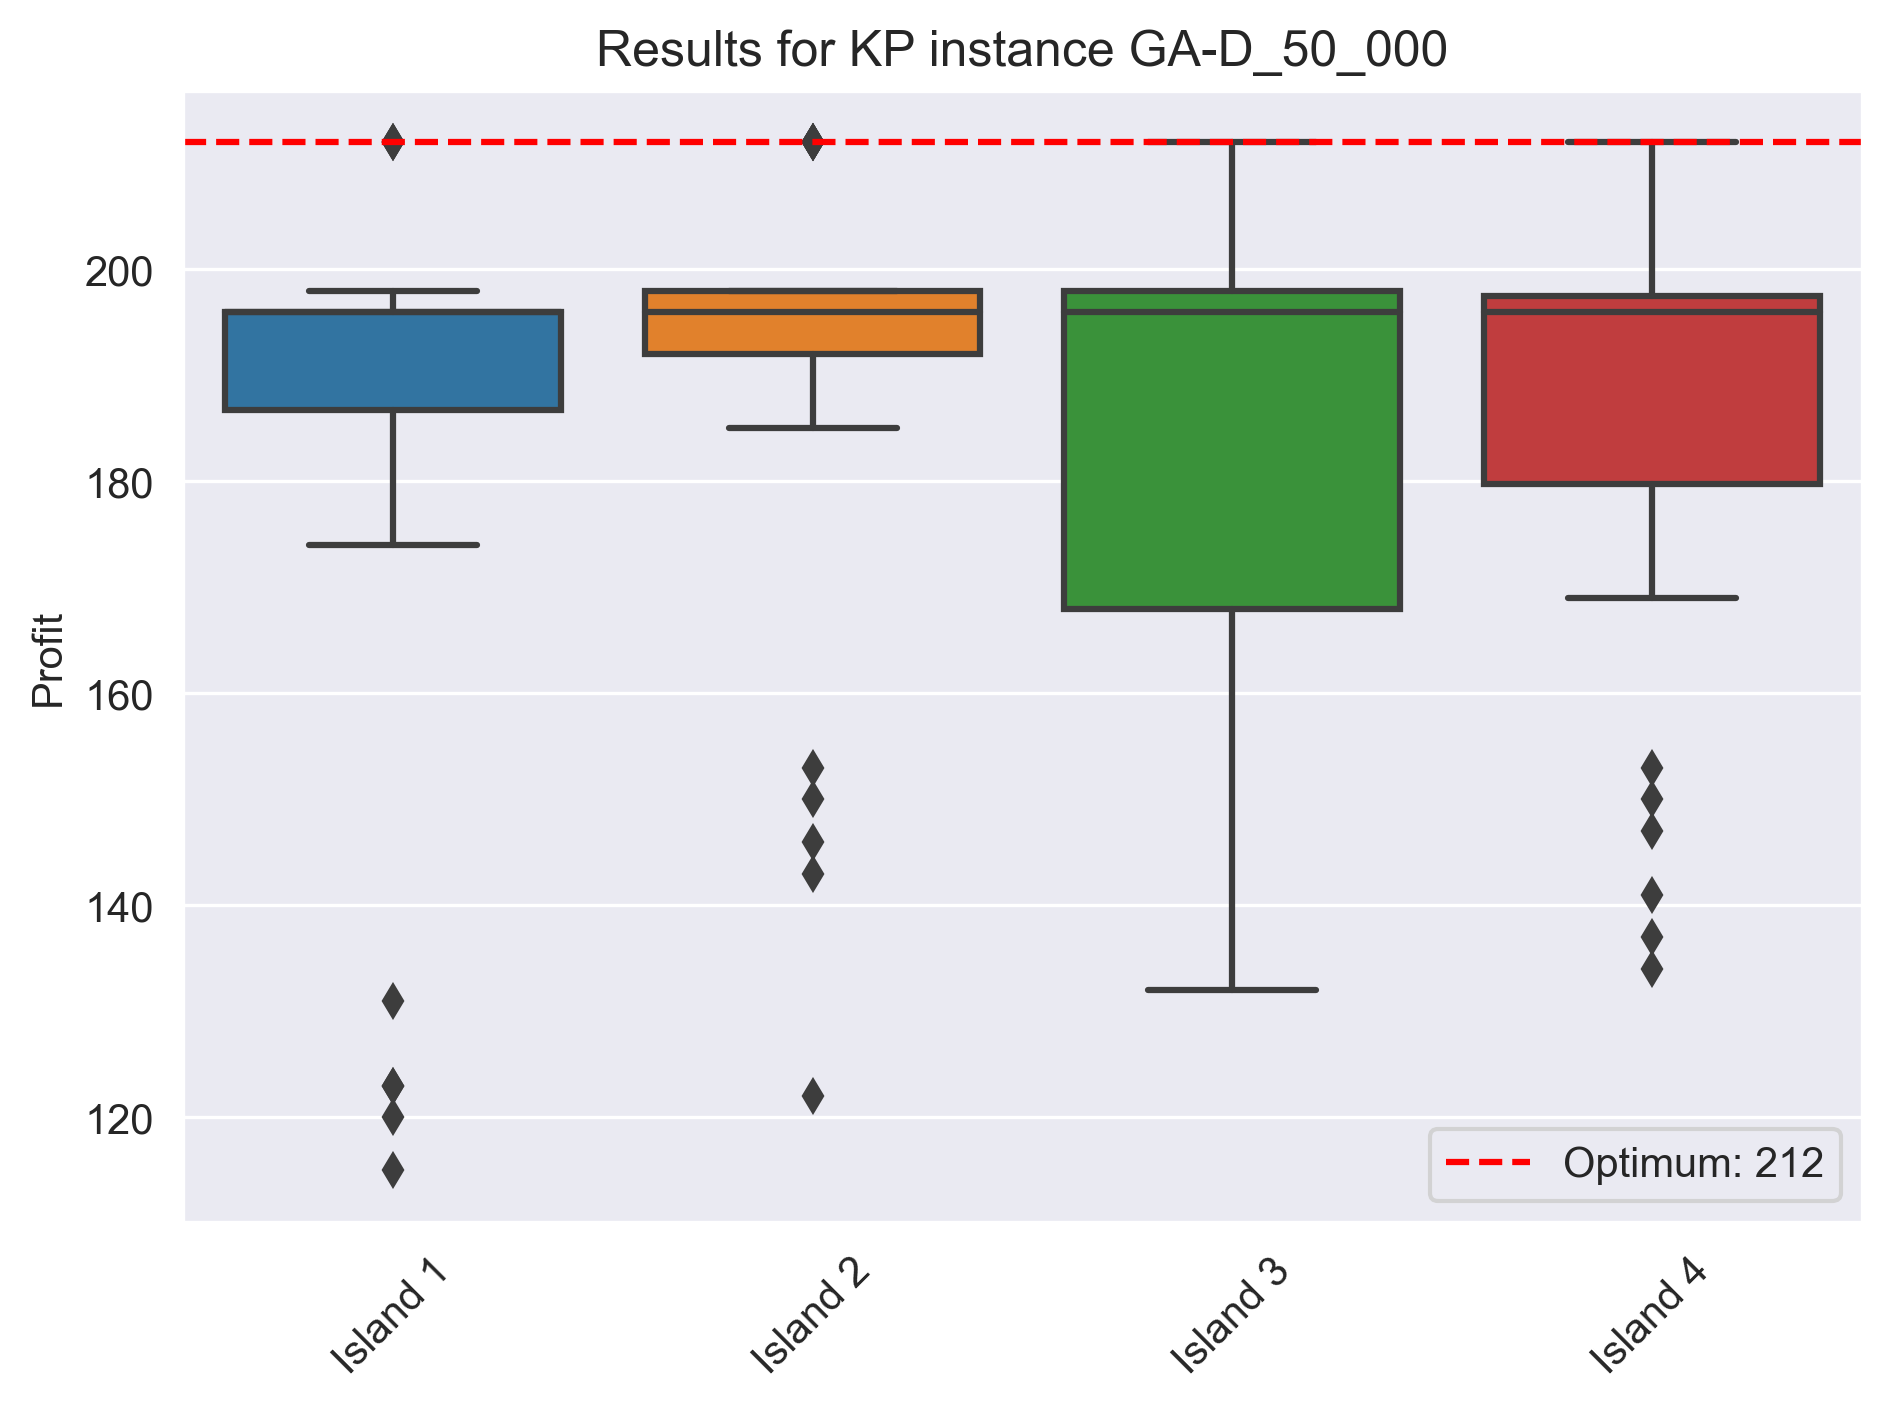 Results for KP instance GA-D_50_000
Profit
200
180
160
140
120
Optimum: 212
Island 1
Island 2
Island 3
Island 4